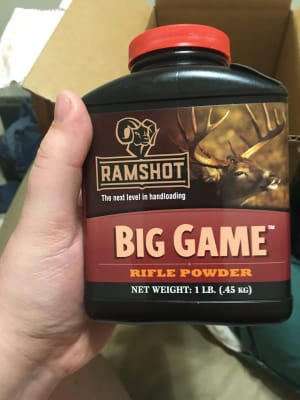 RAMSHOT
The next level in handloading
BIG GAME™
RIFLE POWDER
NET WEIGHT: 1 LB. (.45 KG)